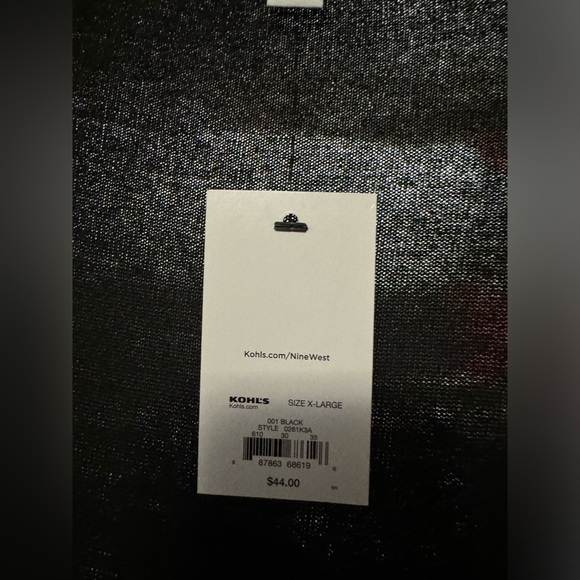 Kohls.com/NineWest
KOHL'S SIZE X-LARGE
Kohls.com
001 BLACK
STYLE 0261K3A
610 30 35
87863 68619
$44.00